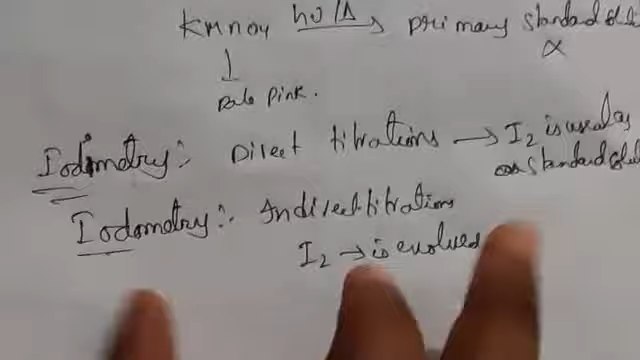 KMnO4 hν/Δ → primary standard
X
↓
Pale pink.
Iodimetry :- Direct titrations → I2 is used as
standard
Iodometry :- Indirect titrations
I2 → is evolved